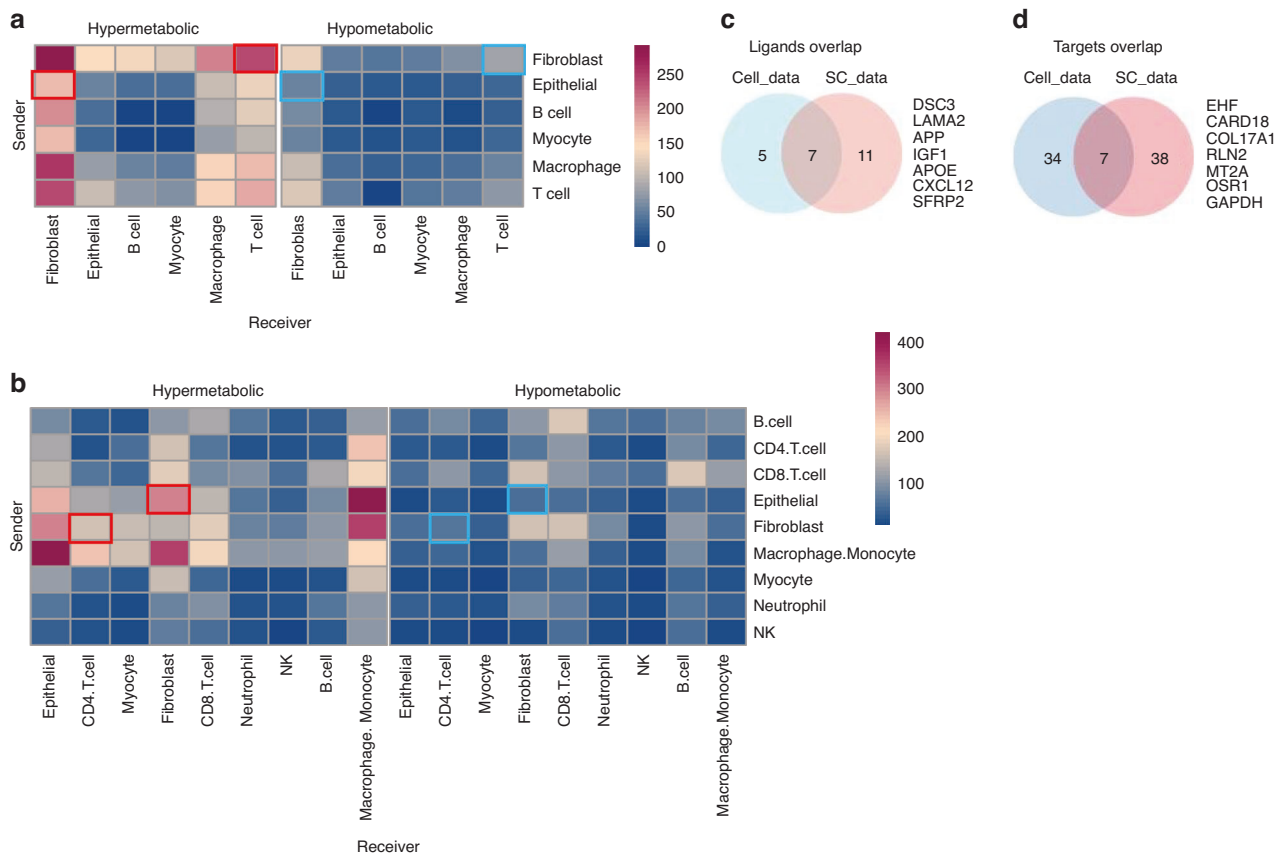 a
Hypermetabolic
Hypometabolic
Sender
Fibroblast
Epithelial
B cell
Myocyte
Macrophage
T cell
250
200
150
100
50
0
Fibroblast
Epithelial
B cell
Myocyte
Macrophage
T cell
Fibroblas
Epithelial
B cell
Myocyte
Macrophage
T cell
Receiver
c
Ligands overlap
Cell_data
SC_data
5
7
11
DSC3
LAMA2
APP
IGF1
APOE
CXCL12
SFRP2
d
Targets overlap
Cell_data
SC_data
34
7
38
EHF
CARD18
COL17A1
RLN2
MT2A
OSR1
GAPDH
b
Hypermetabolic
Hypometabolic
Sender
B.cell
CD4.T.cell
CD8.T.cell
Epithelial
Fibroblast
Macrophage.Monocyte
Myocyte
Neutrophil
NK
400
300
200
100
Epithelial
CD4.T.cell
Myocyte
Fibroblast
CD8.T.cell
Neutrophil
NK
B.cell
Macrophage. Monocyte
Epithelial
CD4.T.cell
Myocyte
Fibroblast
CD8.T.cell
Neutrophil
NK
B.cell
Macrophage.Monocyte
Receiver